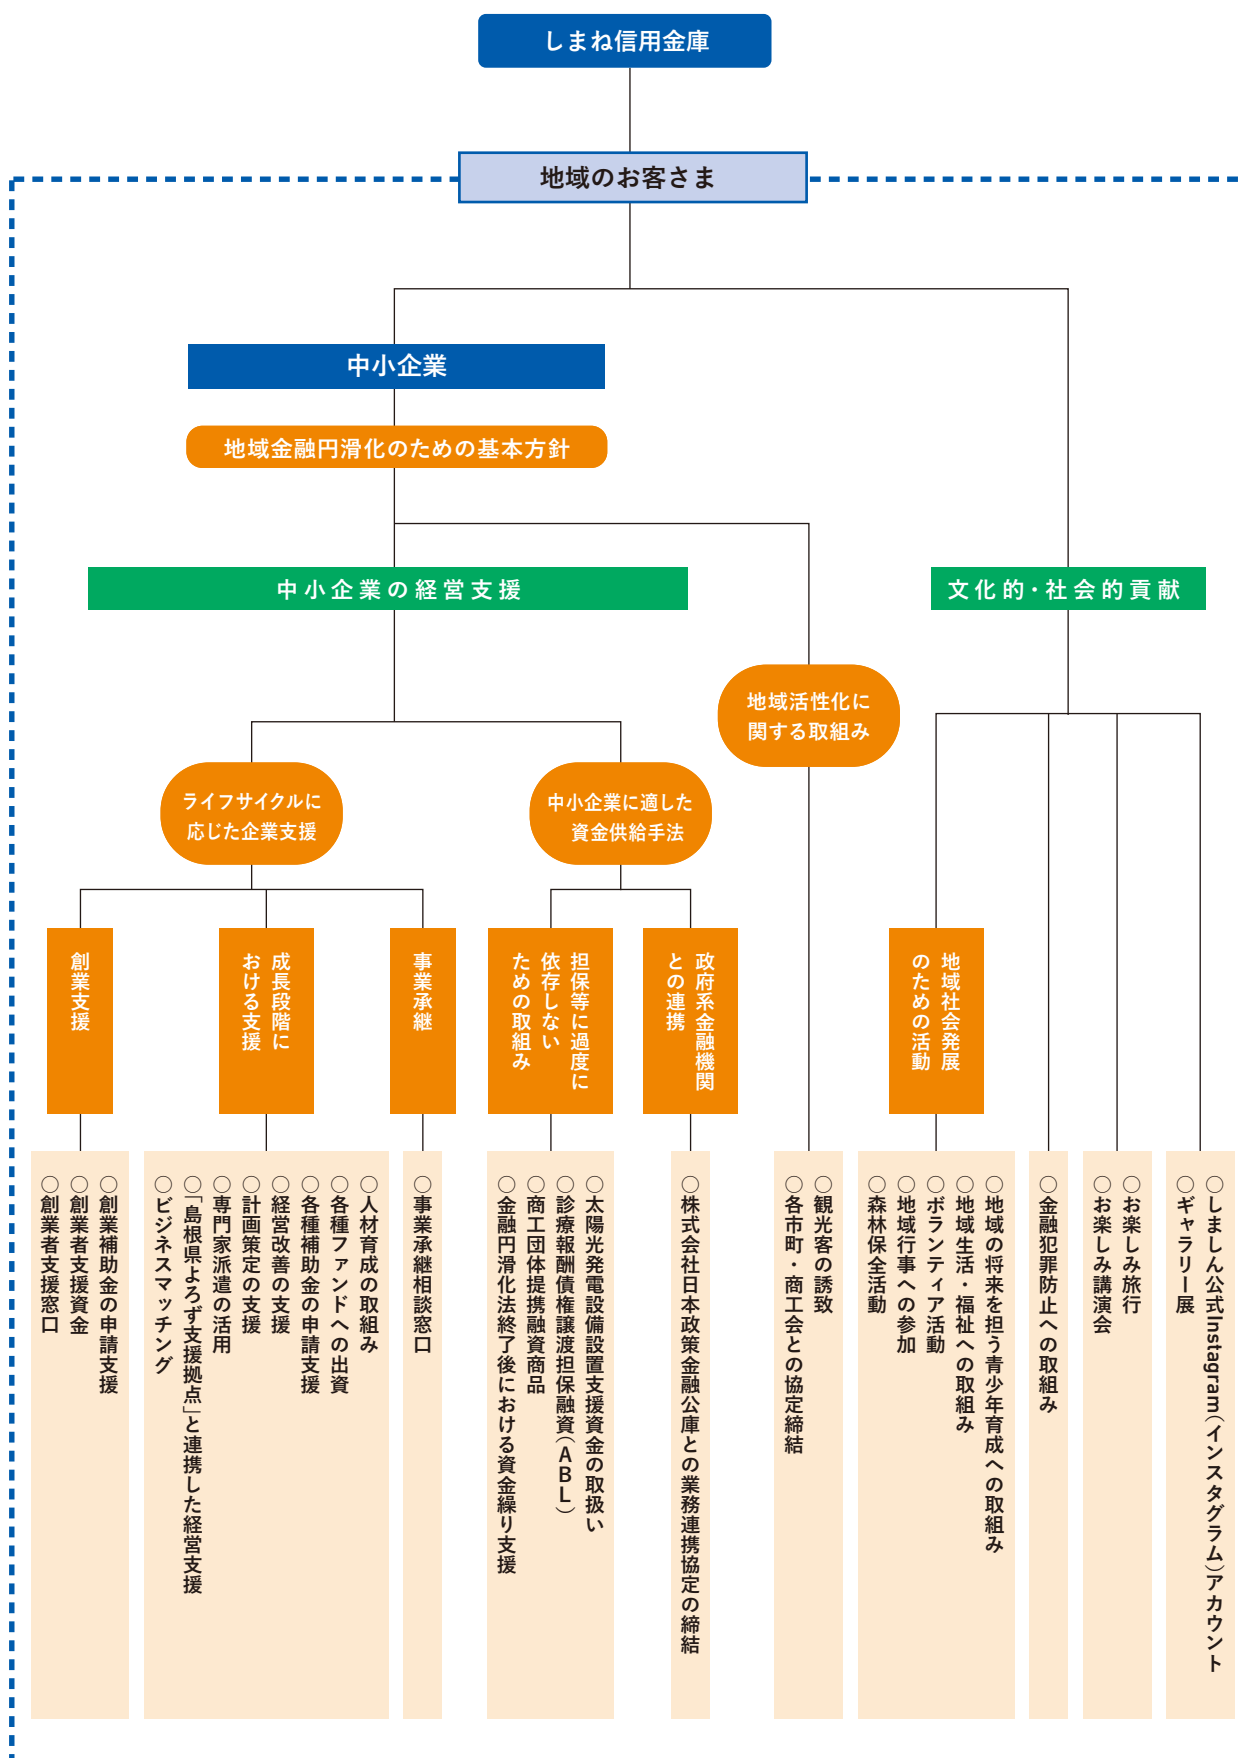 しまね信用金庫
地域のお客さま
中小企業
地域金融円滑化のための基本方針
中小企業の経営支援
文化的・社会的貢献
地域活性化に
関する取組み
ライフサイクルに
応じた企業支援
中小企業に適した
資金供給手法
創業支援
成長段階に
おける支援
事業承継
担保等に過度に
依存しない
ための取組み
政府系金融機関
との連携
地域社会発展
のための活動
○創業補助金の申請支援
○創業者支援資金
○創業者支援窓口
○人材育成の取組み
○各種ファンドへの出資
○各種補助金の申請支援
○経営改善の支援
○計画策定の支援
○専門家派遣の活用
○「島根県よろず支援拠点」と連携した経営支援
○ビジネスマッチング
○事業承継相談窓口
○太陽光発電設備設置支援資金の取扱い
○診療報酬債権譲渡担保融資(ABL)
○商工団体提携融資商品
○金融円滑化法終了後における資金繰り支援
○株式会社日本政策金融公庫との業務連携協定の締結
○観光客の誘致
○各市町・商工会との協定締結
○地域の将来を担う青少年育成への取組み
○地域生活・福祉への取組み
○ボランティア活動
○地域行事への参加
○森林保全活動
○金融犯罪防止への取組み
○お楽しみ旅行
○お楽しみ講演会
○しましん公式Instagram(インスタグラム)アカウント
○ギャラリー展